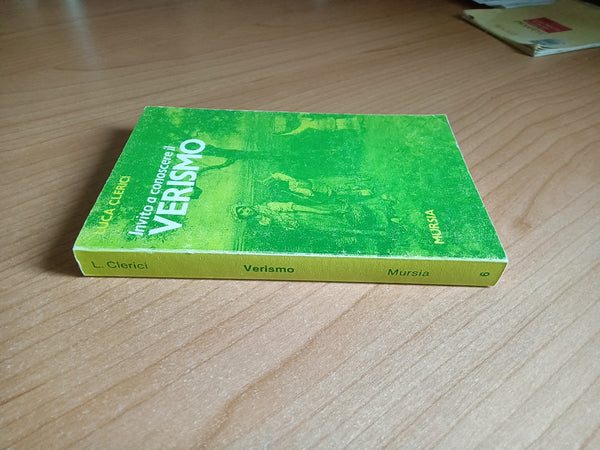 LUCA CLERICI
Invito a conoscere il
VERISMO
MURSIA
L. Clerici
Verismo
Mursia
6